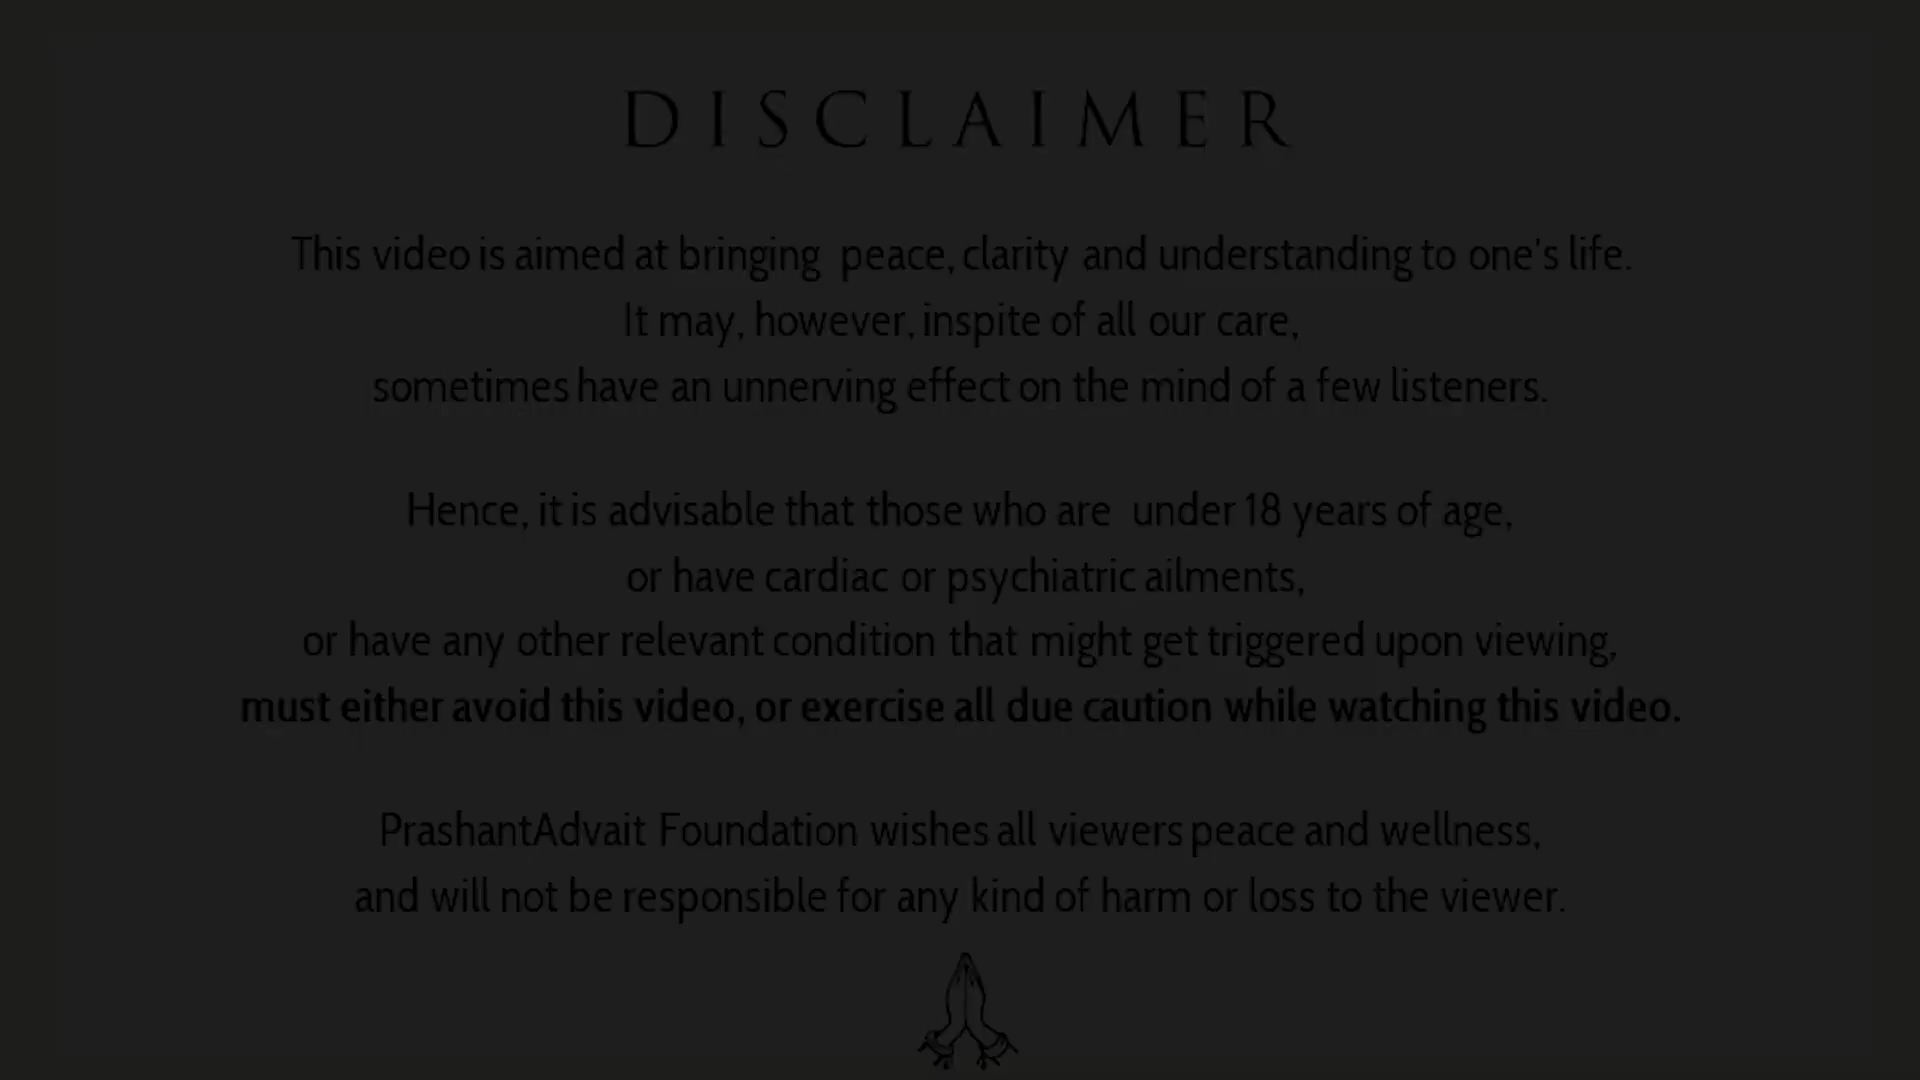 DISCLAIMER
This video is aimed at bringing peace, clarity and understanding to one's life.
It may, however, inspite of all our care,
sometimes have an unnerving effect on the mind of a few listeners.
Hence, it is advisable that those who are under 18 years of age,
or have cardiac or psychiatric ailments,
or have any other relevant condition that might get triggered upon viewing,
must either avoid this video, or exercise all due caution while watching this video.
PrashantAdvait Foundation wishes all viewers peace and wellness,
and will not be responsible for any kind of harm or loss to the viewer.